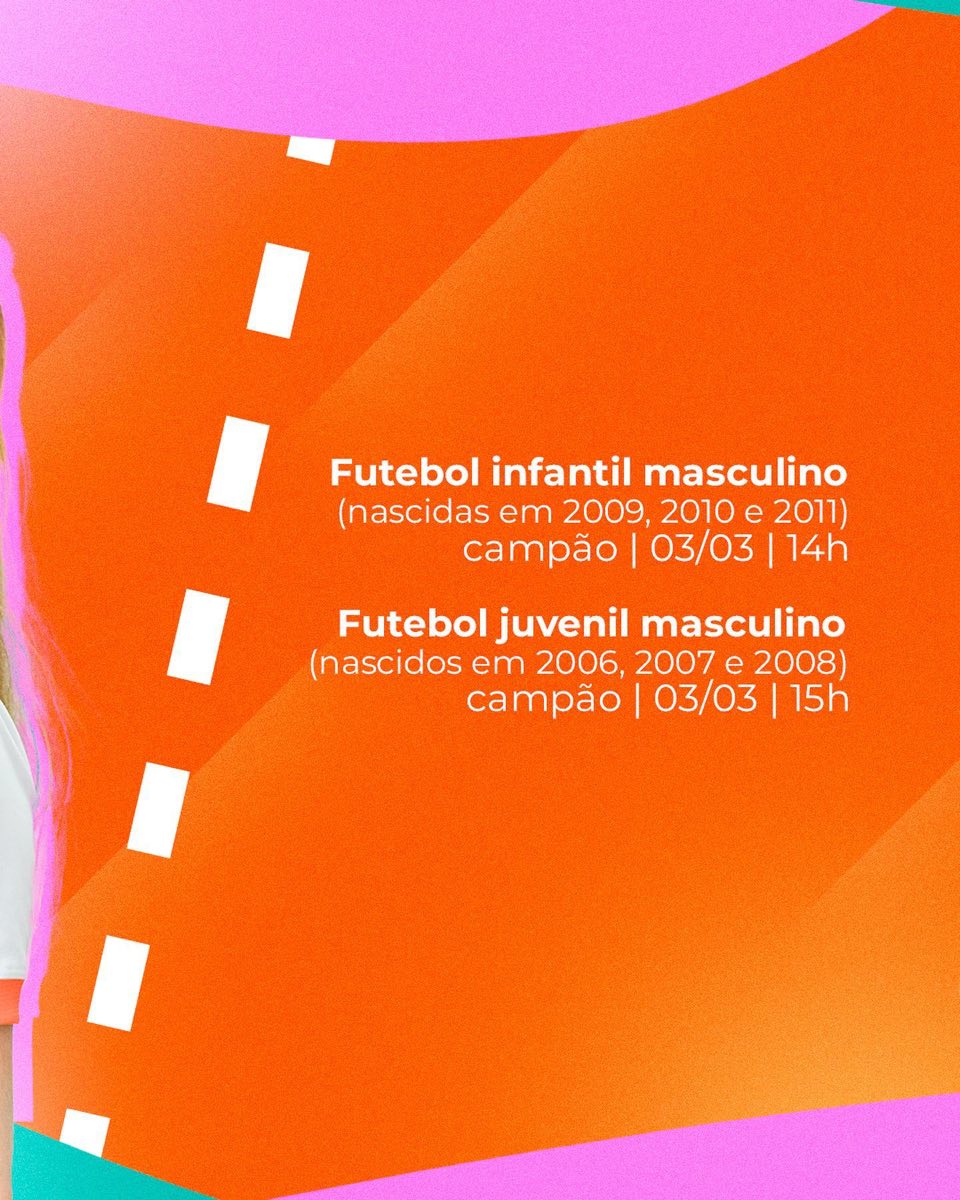 Futebol infantil masculino
(nascidas em 2009, 2010 e 2011)
campão | 03/03 | 14h
Futebol juvenil masculino
(nascidos em 2006, 2007 e 2008)
campão | 03/03 | 15h